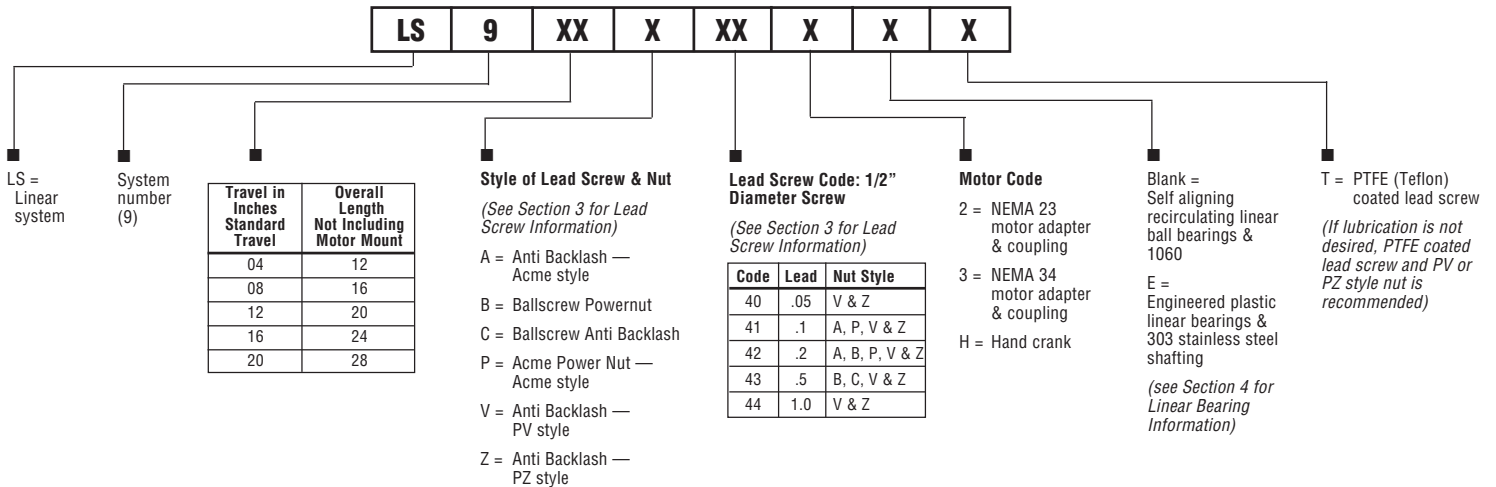 LS 9 XX X XX X X X
LS =
Linear
system
System
number
(9)
Travel in
Inches
Standard
Travel
Overall
Length
Not Including
Motor Mount
04 12
08 16
12 20
16 24
20 28
Style of Lead Screw & Nut
(See Section 3 for Lead
Screw Information)
A = Anti Backlash —
Acme style
B = Ballscrew Powernut
C = Ballscrew Anti Backlash
P = Acme Power Nut —
Acme style
V = Anti Backlash —
PV style
Z = Anti Backlash —
PZ style
Lead Screw Code: 1/2”
Diameter Screw
(See Section 3 for Lead
Screw Information)
Code Lead Nut Style
40 .05 V & Z
41 .1 A, P, V & Z
42 .2 A, B, P, V & Z
43 .5 B, C, V & Z
44 1.0 V & Z
Motor Code
2 = NEMA 23
motor adapter
& coupling
3 = NEMA 34
motor adapter
& coupling
H = Hand crank
Blank =
Self aligning
recirculating linear
ball bearings &
1060
E =
Engineered plastic
linear bearings &
303 stainless steel
shafting
(see Section 4 for
Linear Bearing
Information)
T = PTFE (Teflon)
coated lead screw
(If lubrication is not
desired, PTFE coated
lead screw and PV or
PZ style nut is
recommended)